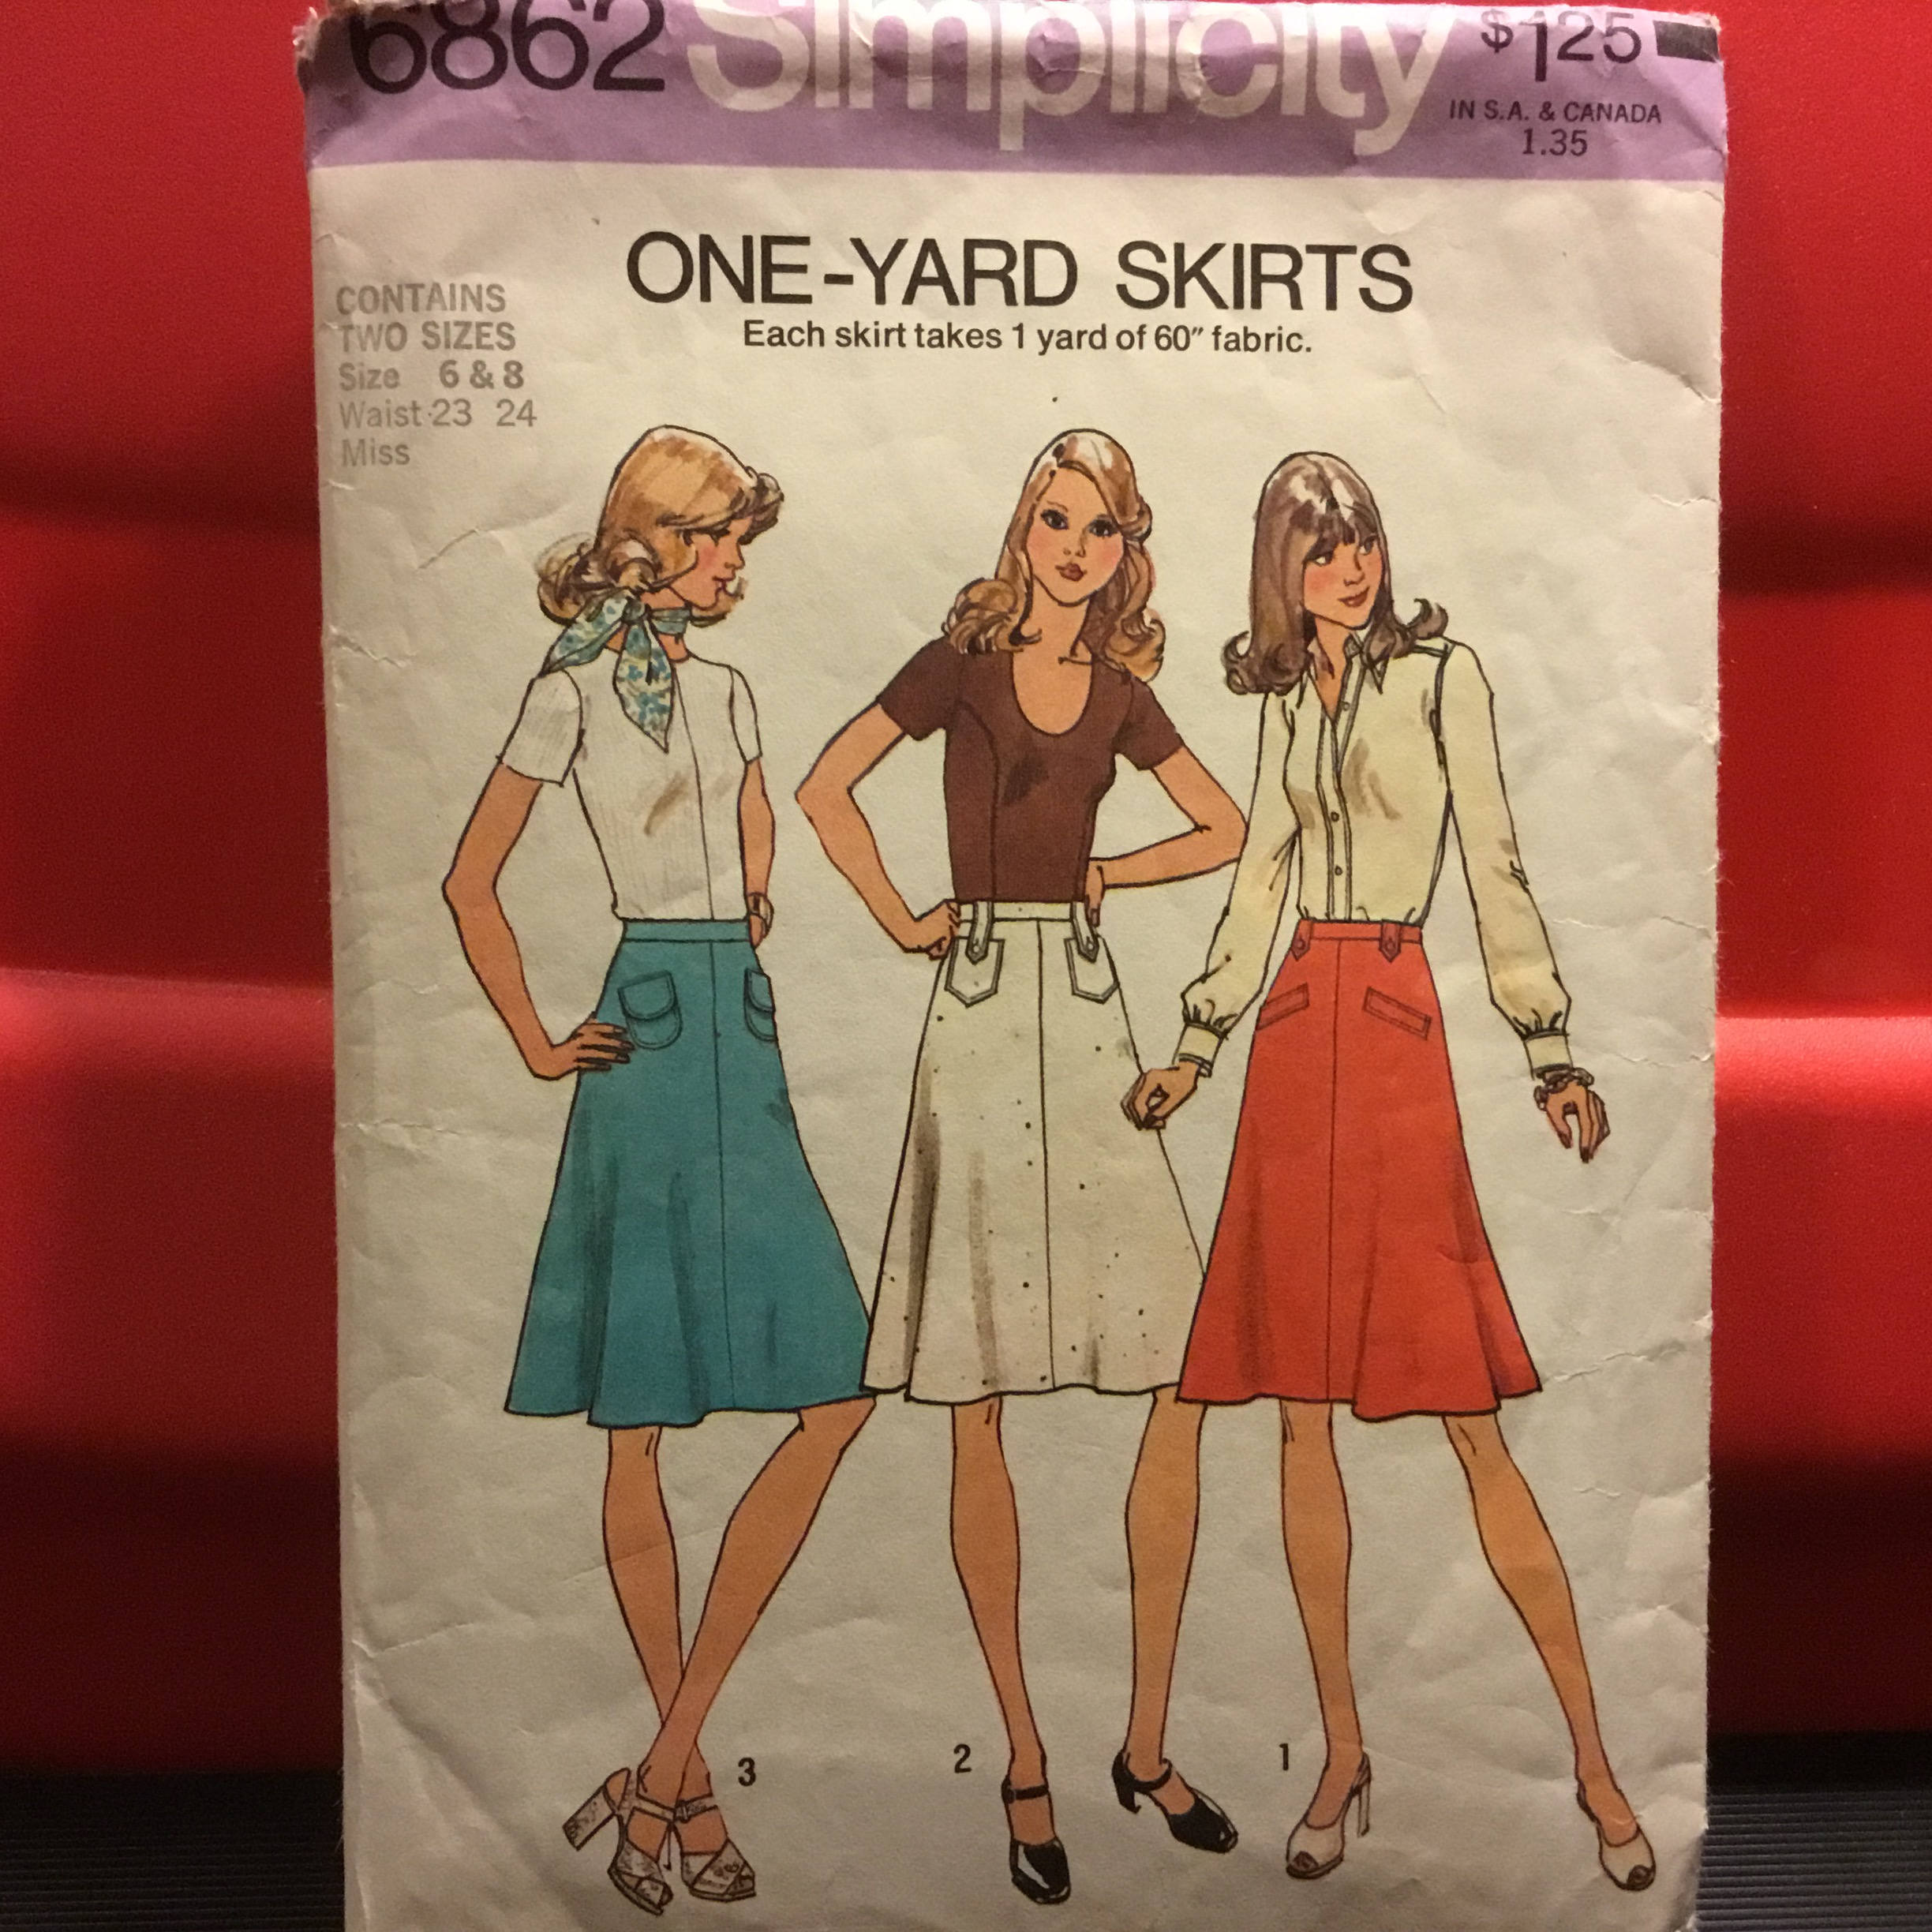 6862 Simplicity $1.25
IN S.A. & CANADA
1.35
ONE-YARD SKIRTS
Each skirt takes 1 yard of 60" fabric.
CONTAINS
TWO SIZES
Size 6 & 8
Waist 23 24
Miss
3 2 1